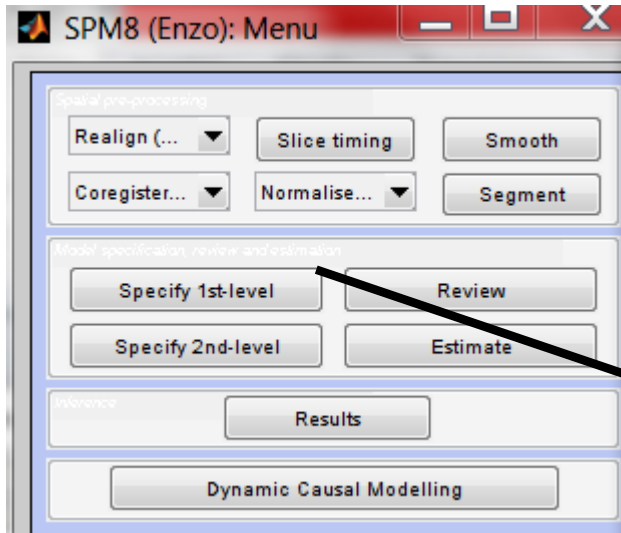 SPM8 (Enzo): Menu
Spatial pre-processing
Realign (... Slice timing Smooth
Coregister... Normalise... Segment
Model specification, review and estimation
Specify 1st-level Review
Specify 2nd-level Estimate
Inference
Results
Dynamic Causal Modelling